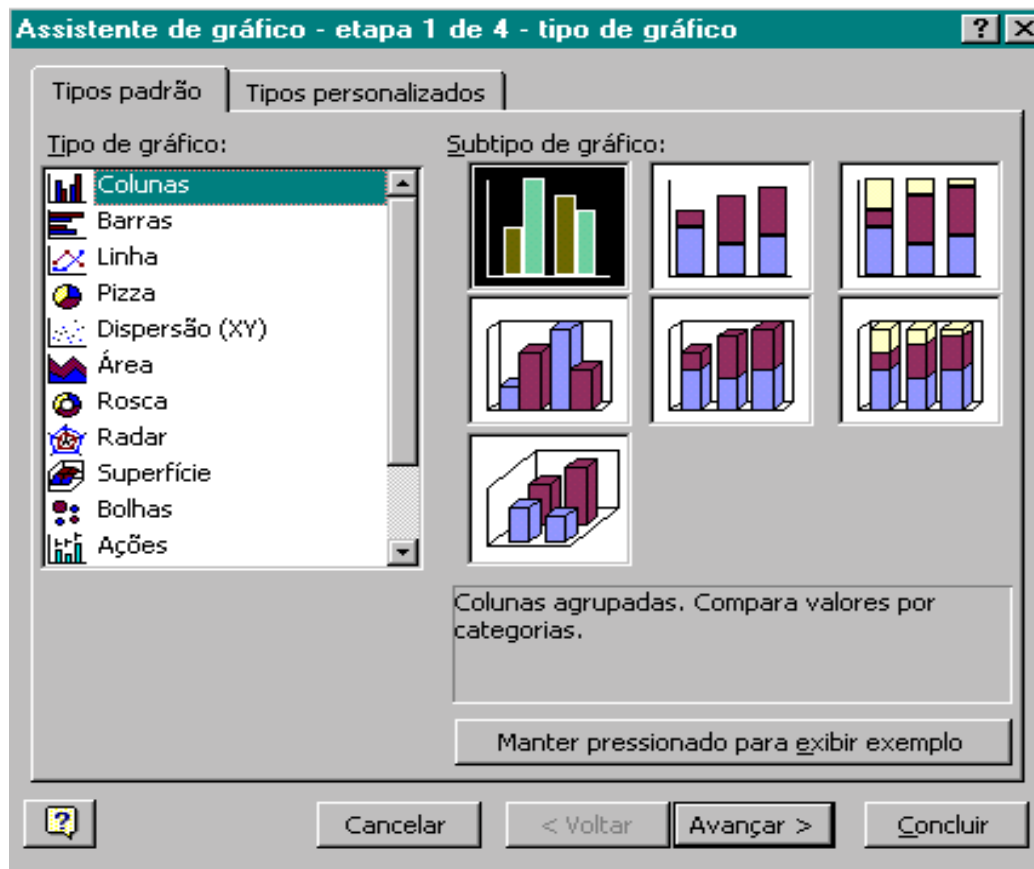 Assistente de gráfico - etapa 1 de 4 - tipo de gráfico
Tipos padrão
Tipos personalizados
Tipo de gráfico:
Colunas
Barras
Linha
Pizza
Dispersão (XY)
Área
Rosca
Radar
Superfície
Bolhas
Ações
Subtipo de gráfico:
Colunas agrupadas. Compara valores por
categorias.
Manter pressionado para exibir exemplo
Cancelar
< Voltar
Avançar >
Concluir